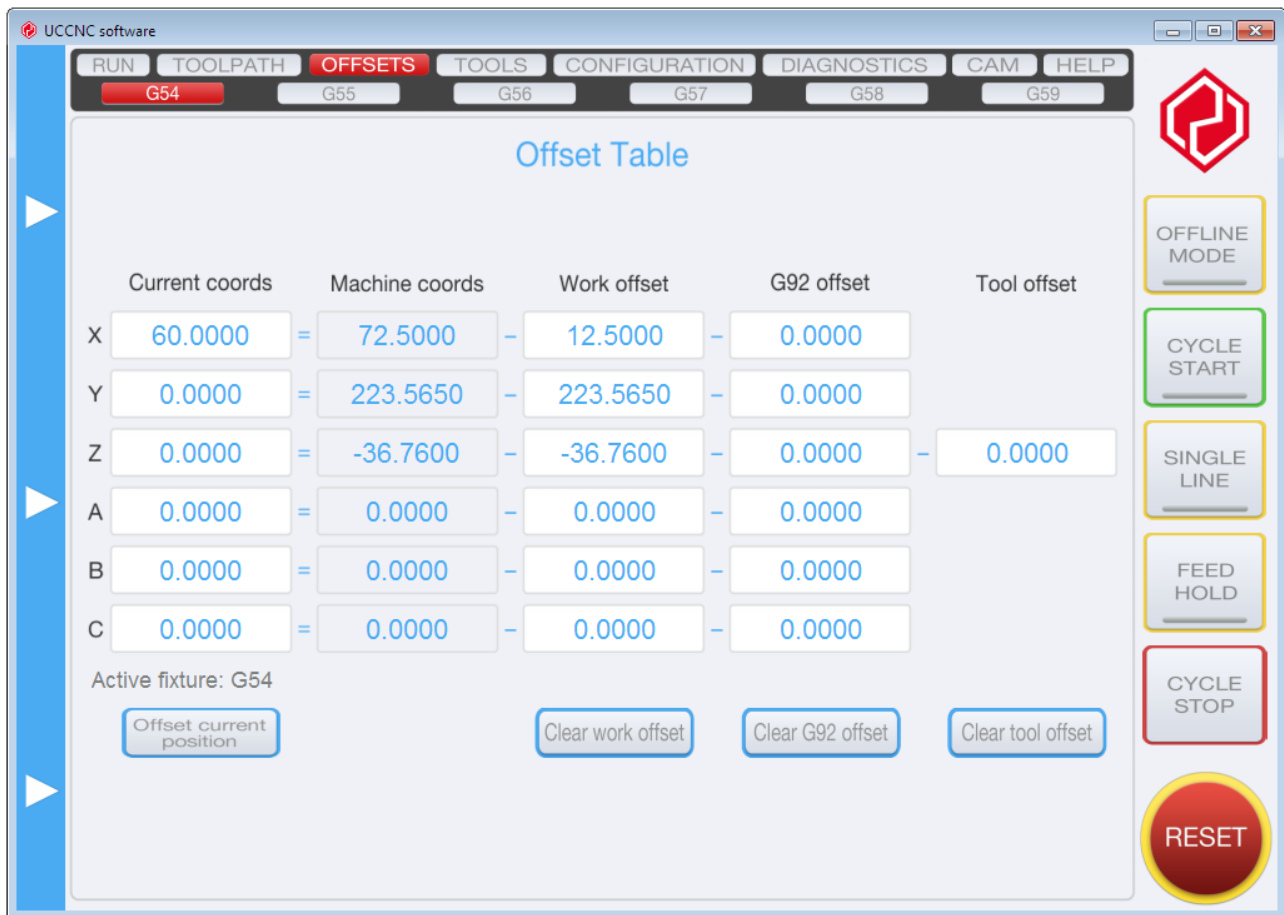 UCCNC software
RUN TOOLPATH OFFSETS TOOLS CONFIGURATION DIAGNOSTICS CAM HELP
G54 G55 G56 G57 G58 G59
Offset Table
Current coords Machine coords Work offset G92 offset Tool offset
X 60.0000 = 72.5000 - 12.5000 - 0.0000
Y 0.0000 = 223.5650 - 223.5650 - 0.0000
Z 0.0000 = -36.7600 - -36.7600 - 0.0000 - 0.0000
A 0.0000 = 0.0000 - 0.0000 - 0.0000
B 0.0000 = 0.0000 - 0.0000 - 0.0000
C 0.0000 = 0.0000 - 0.0000 - 0.0000
Active fixture: G54
Offset current
position
Clear work offset
Clear G92 offset
Clear tool offset
OFFLINE
MODE
CYCLE
START
SINGLE
LINE
FEED
HOLD
CYCLE
STOP
RESET